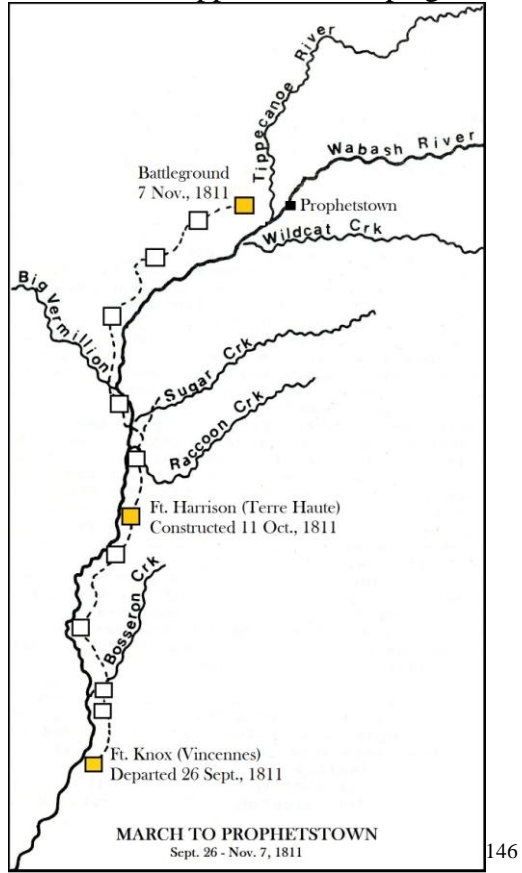 Tippecanoe River
Wabash River
Battleground
7 Nov., 1811
Prophetstown
Wildcat Crk
Big Vermillion
Sugar Crk
Raccoon Crk
Ft. Harrison (Terre Haute)
Constructed 11 Oct., 1811
Bosseron Crk
Ft. Knox (Vincennes)
Departed 26 Sept., 1811
MARCH TO PROPHETSTOWN
Sept. 26 - Nov. 7, 1811
146